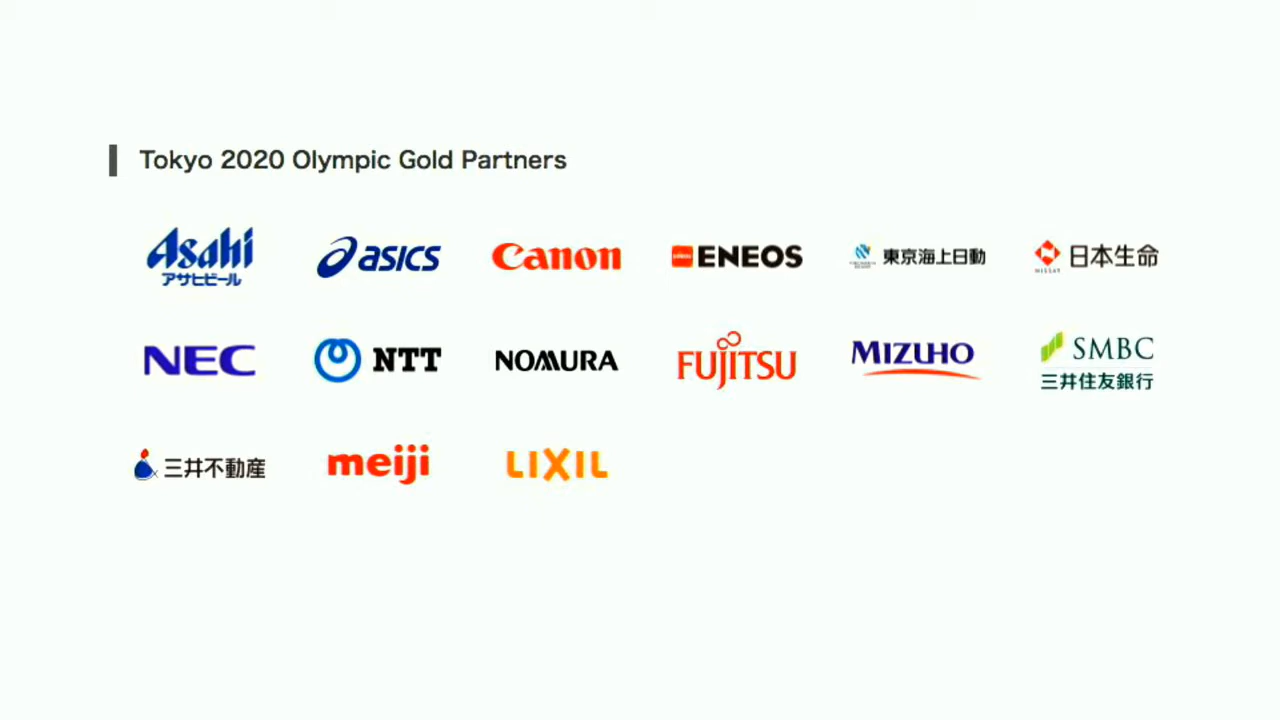 Tokyo 2020 Olympic Gold Partners
Asahi
アサヒビール
asics
Canon
ENEOS
東京海上日動
NISSAY
日本生命
NEC
NTT
NOMURA
FUJITSU
MIZUHO
SMBC
三井住友銀行
三井不動産
meiji
LIXIL